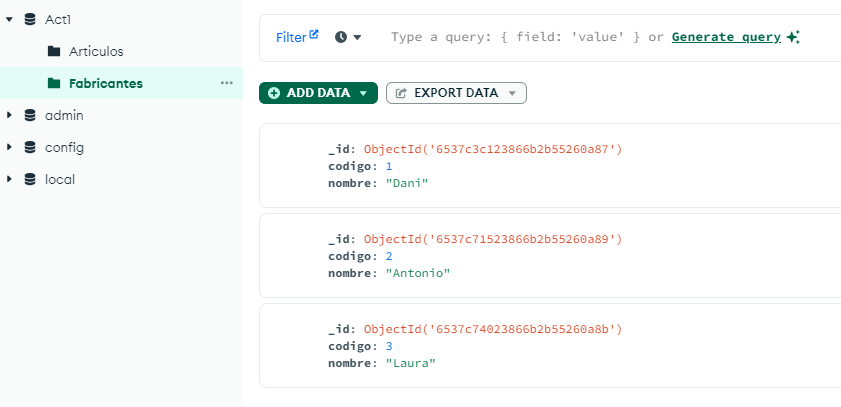 Act1
Articulos
Fabricantes
admin
config
local
Filter
Type a query: { field: 'value' } or Generate query
ADD DATA
EXPORT DATA
_id: ObjectId('6537c3c123866b2b55260a87')
codigo: 1
nombre: "Dani"
_id: ObjectId('6537c71523866b2b55260a89')
codigo: 2
nombre: "Antonio"
_id: ObjectId('6537c74023866b2b55260a8b')
codigo: 3
nombre: "Laura"